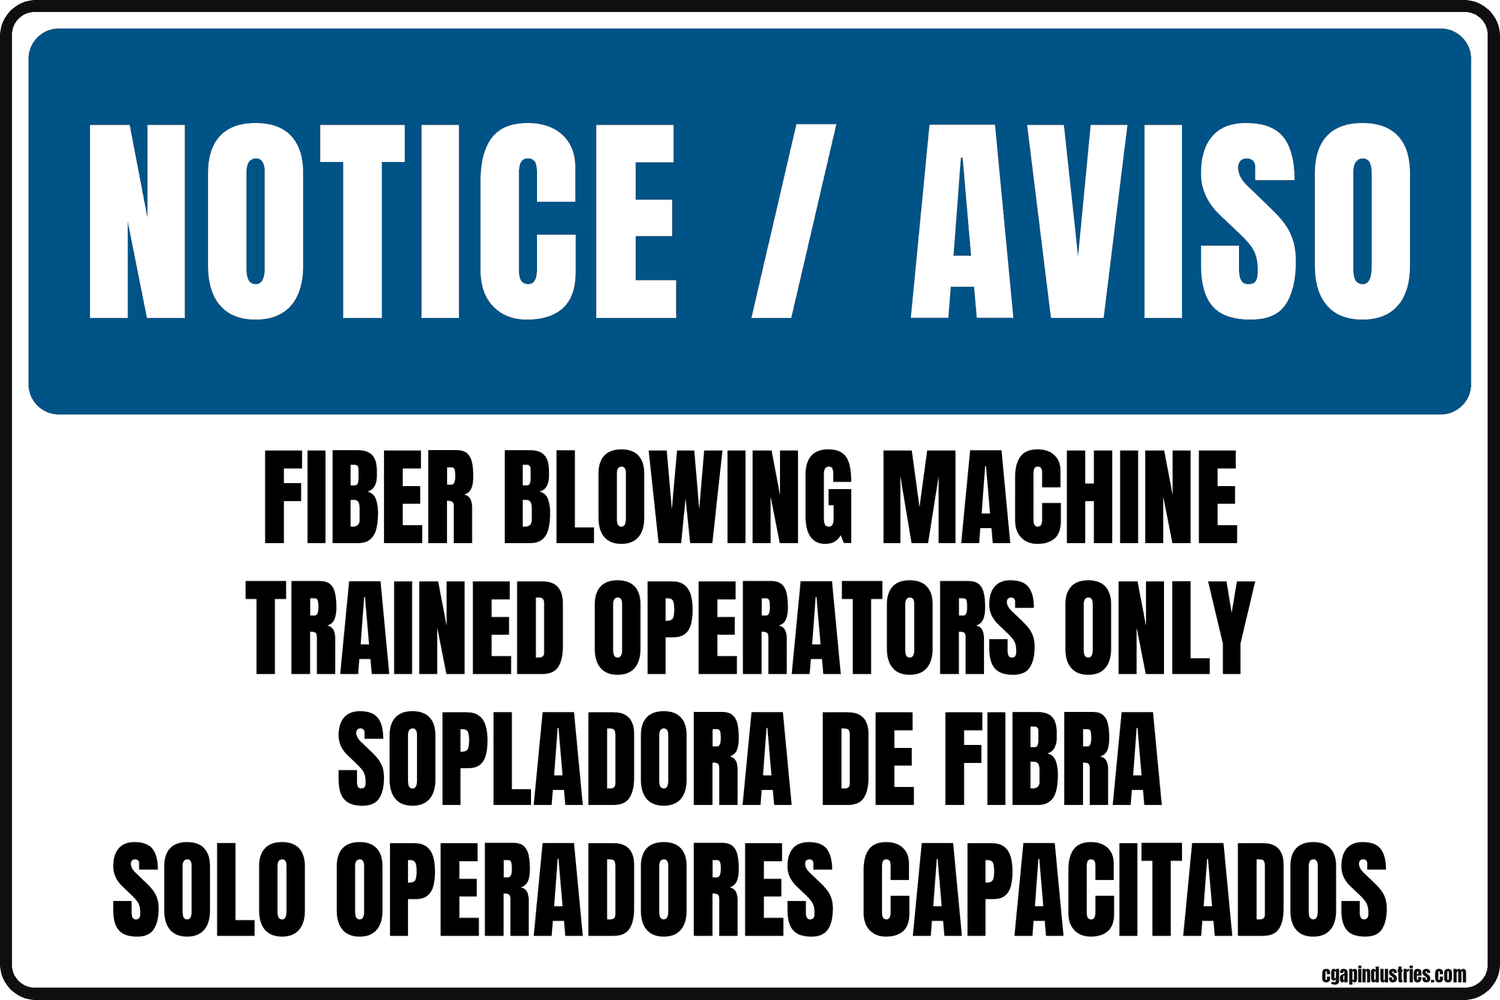 NOTICE / AVISO
FIBER BLOWING MACHINE
TRAINED OPERATORS ONLY
SOPLADORA DE FIBRA
SOLO OPERADORES CAPACITADOS
cgapindustries.com